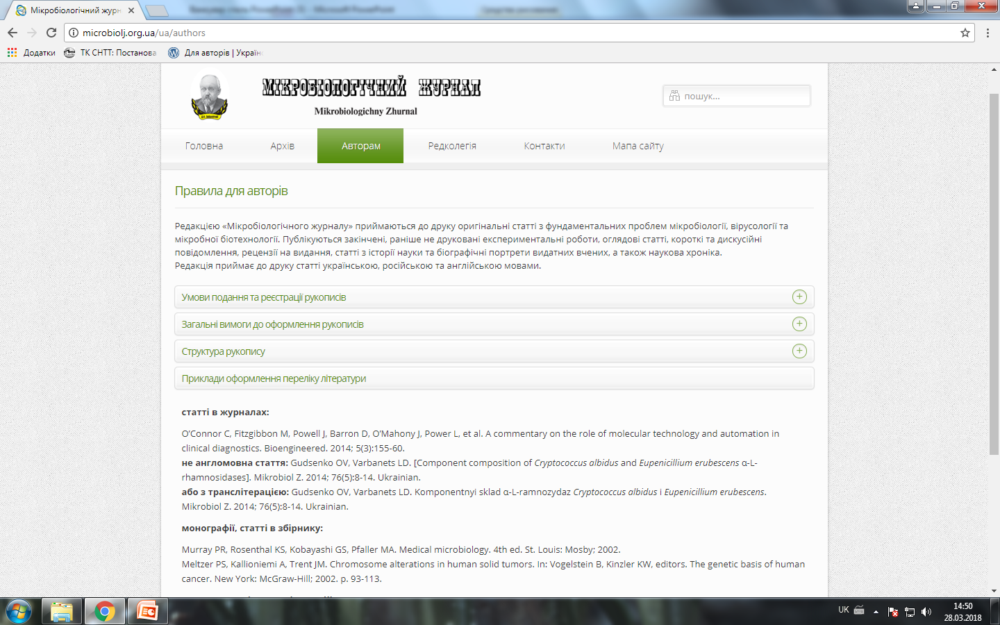 Мікробіологічний журн
microbiolj.org.ua/ua/authors
Додатки
ТК СНТТ: Постанова
Для авторів | Україн
МІКРОБІОЛОГІЧНИЙ ЖУРНАЛ
Mikrobiologichny Zhurnal
пошук...
Головна
Архів
Авторам
Редколегія
Контакти
Мапа сайту
Правила для авторів
Редакцією «Мікробіологічного журналу» приймаються до друку оригінальні статті з фундаментальних проблем мікробіології, вірусології та
мікробної біотехнології. Публікуються закінчені, раніше не друковані експериментальні роботи, оглядові статті, короткі та дискусійні
повідомлення, рецензії на видання, статті з історії науки та біографічні портрети видатних вчених, а також наукова хроніка.
Редакція приймає до друку статті українською, російською та англійською мовами.
Умови подання та реєстрації рукописів
Загальні вимоги до оформлення рукописів
Структура рукопису
Приклади оформлення переліку літератури
статті в журналах:
O’Connor C, Fitzgibbon M, Powell J, Barron D, O’Mahony J, Power L, et al. A commentary on the role of molecular technology and automation in
clinical diagnostics. Bioengineered. 2014; 5(3):155-60.
не англомовна стаття: Gudsenko OV, Varbanets LD. [Component composition of Cryptococcus albidus and Eupenicillium erubescens α-L-
rhamnosidases]. Mikrobiol Z. 2014; 76(5):8-14. Ukrainian.
або з транслітерацією: Gudsenko OV, Varbanets LD. Komponentnyi sklad α-L-ramnozydaz Cryptococcus albidus i Eupenicillium erubescens.
Mikrobiol Z. 2014; 76(5):8-14. Ukrainian.
монографії, статті в збірнику:
Murray PR, Rosenthal KS, Kobayashi GS, Pfaller MA. Medical microbiology. 4th ed. St. Louis: Mosby; 2002.
Meltzer PS, Kallioniemi A, Trent JM. Chromosome alterations in human solid tumors. In: Vogelstein B, Kinzler KW, editors. The genetic basis of human
cancer. New York: McGraw-Hill; 2002. p. 93-113.
UK
14:50
28.03.2018